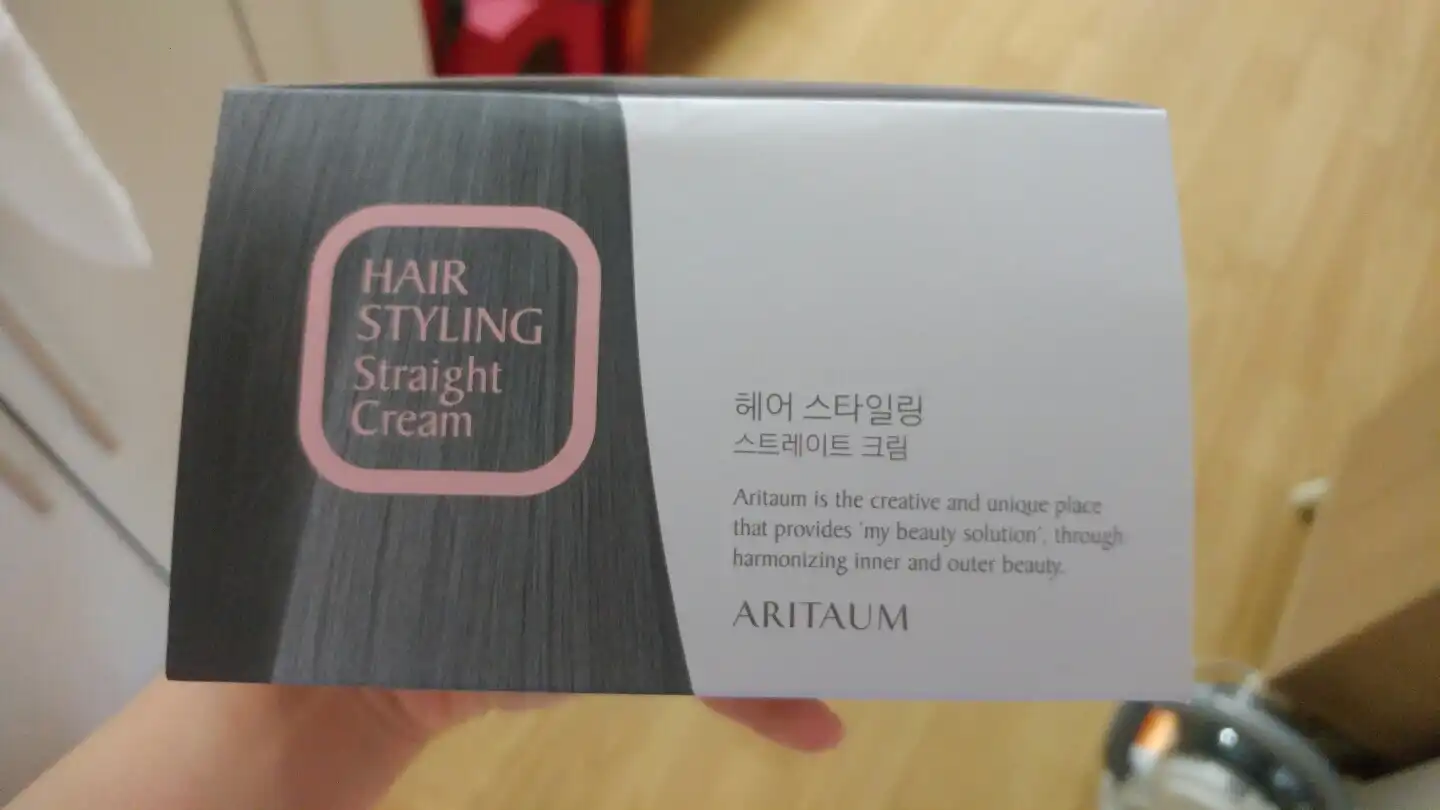 HAIR
STYLING
Straight
Cream
헤어 스타일링
스트레이트 크림
Aritaum is the creative and unique place
that provides 'my beauty solution', through
harmonizing inner and outer beauty.
ARITAUM